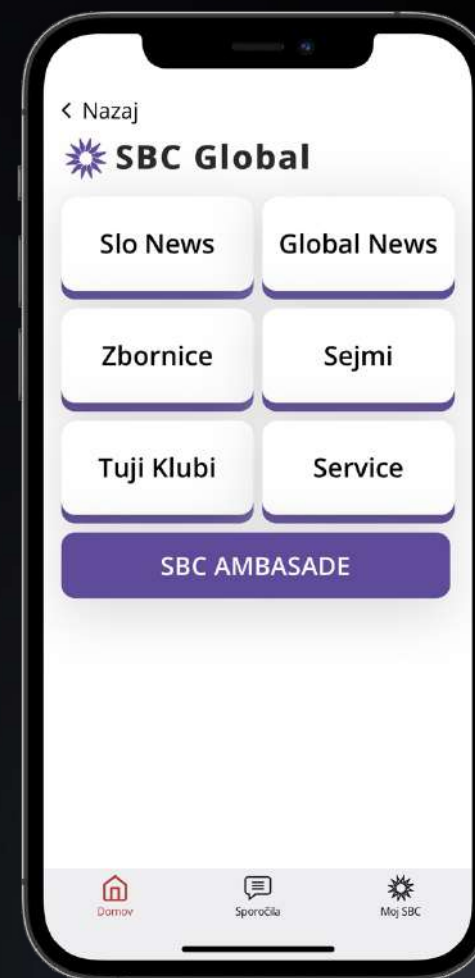 < Nazaj
SBC Global
Slo News
Global News
Zbornice
Sejmi
Tuji Klubi
Service
SBC AMBASADE
Domov
Sporočila
Moj SBC